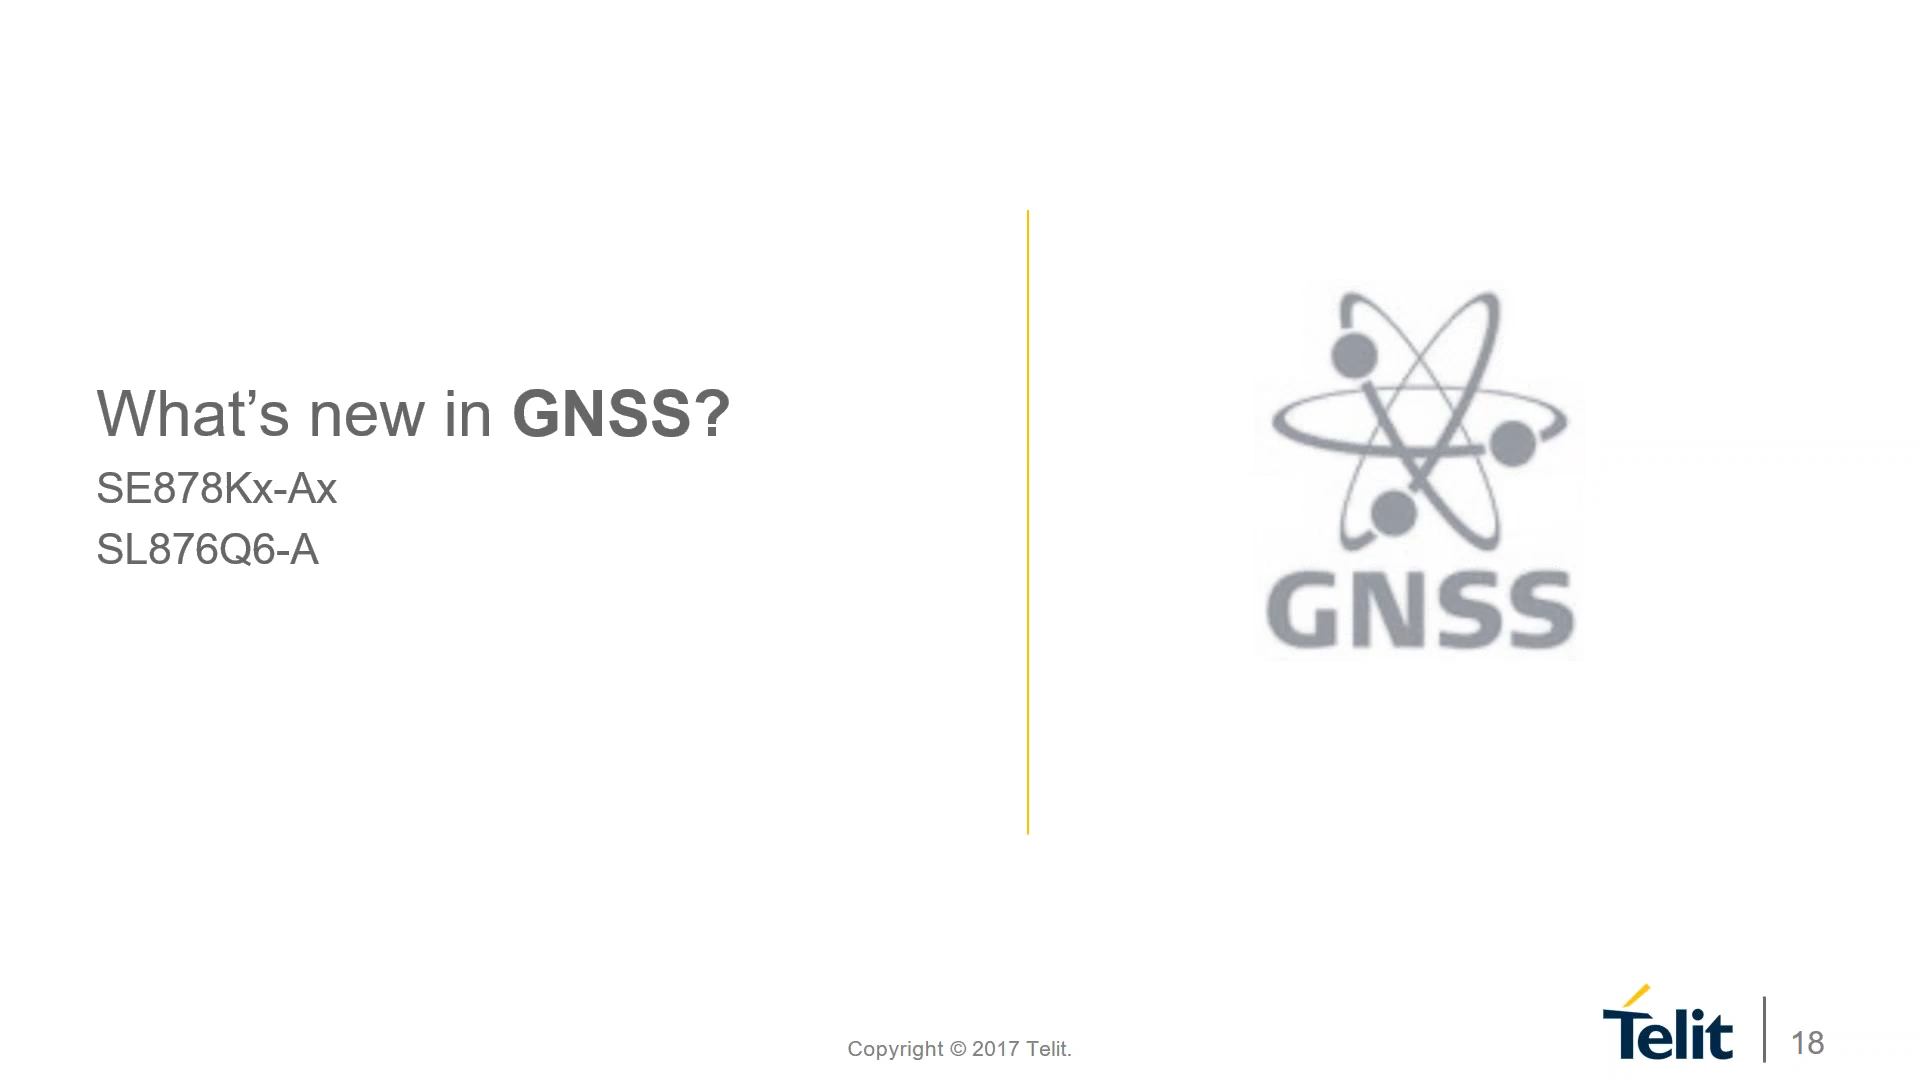 What’s new in GNSS?
SE878Kx-Ax
SL876Q6-A
GNSS
Copyright © 2017 Telit.
Telit
18